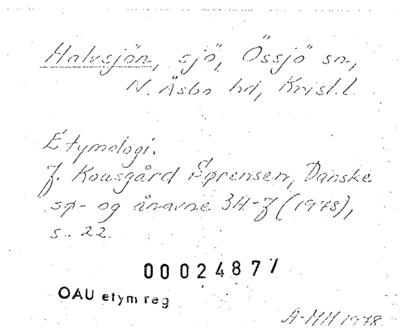 Halvsjön, sjö, Össjö sn,
N. Åsbo hd, Krist.l.
Etymologi.
J. Kousgård Sørensen, Danske
sø- og ånavne 3H-J (1978),
s. 22.
00024877
OAU etym reg
A-MH 1978